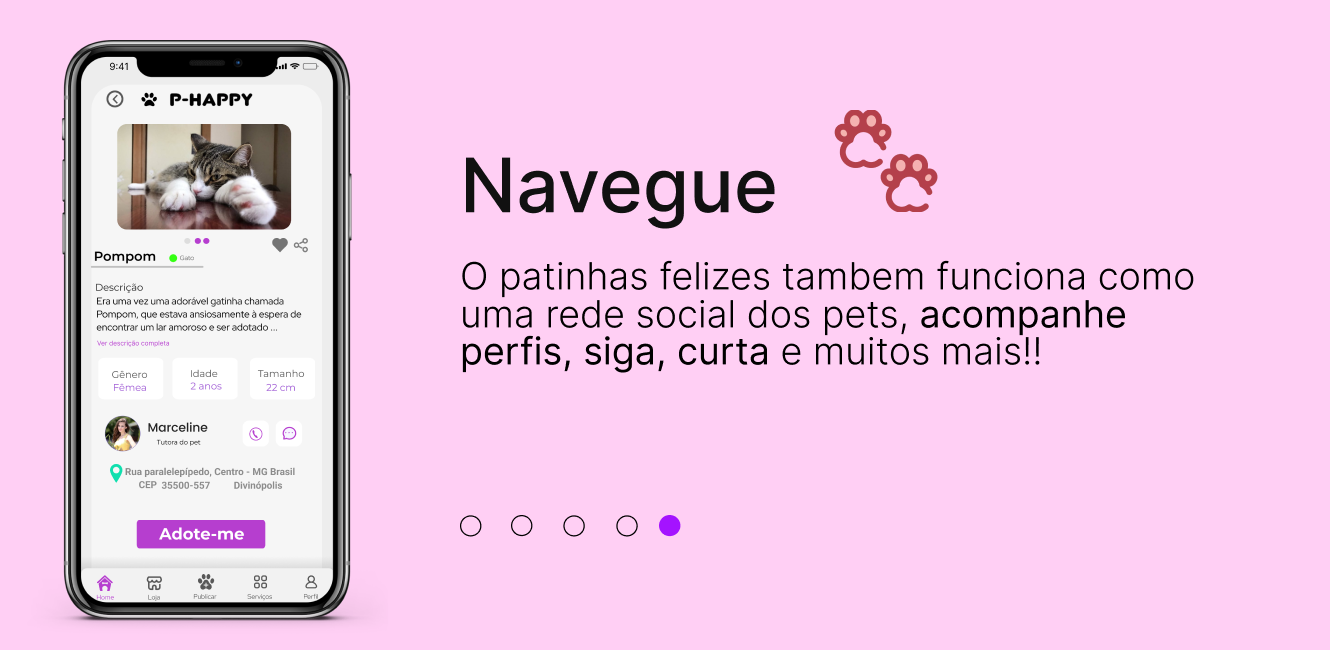 9:41
P-HAPPY
Pompom
Gato
Descrição
Era uma vez uma adorável gatinha chamada
Pompom, que estava ansiosamente à espera de
encontrar um lar amoroso e ser adotado ...
Ver descrição completa
Gênero
Fêmea
Idade
2 anos
Tamanho
22 cm
Marceline
Tutora do pet
Rua paralelepípedo, Centro - MG Brasil
CEP 35500-557 Divinópolis
Adote-me
Home Loja Publicar Serviços Perfil
Navegue
O patinhas felizes tambem funciona como
uma rede social dos pets, acompanhe
perfis, siga, curta e muitos mais!!